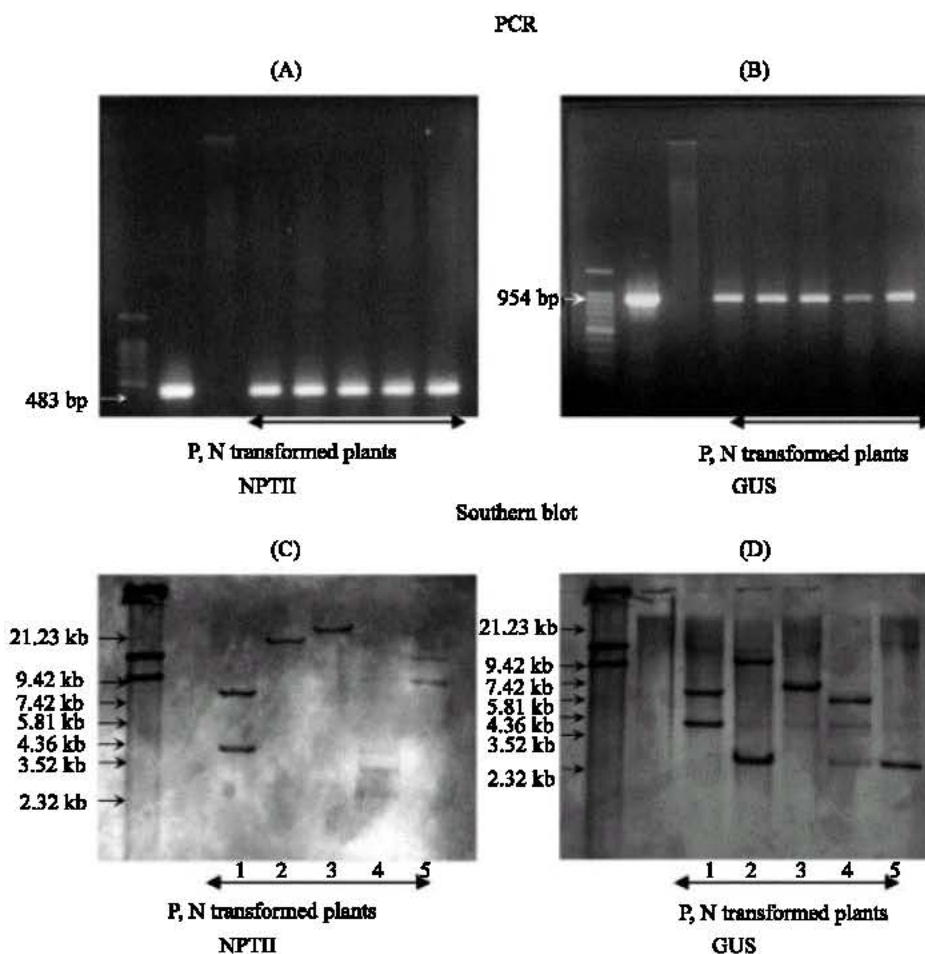 PCR
(A)
(B)
483 bp
954 bp
P, N transformed plants
NPTII
P, N transformed plants
GUS
Southern blot
(C)
(D)
21.23 kb
9.42 kb
7.42 kb
5.81 kb
4.36 kb
3.52 kb
2.32 kb
1 2 3 4 5
P, N transformed plants
NPTII
21.23 kb
9.42 kb
7.42 kb
5.81 kb
4.36 kb
3.52 kb
2.32 kb
1 2 3 4 5
P, N transformed plants
GUS